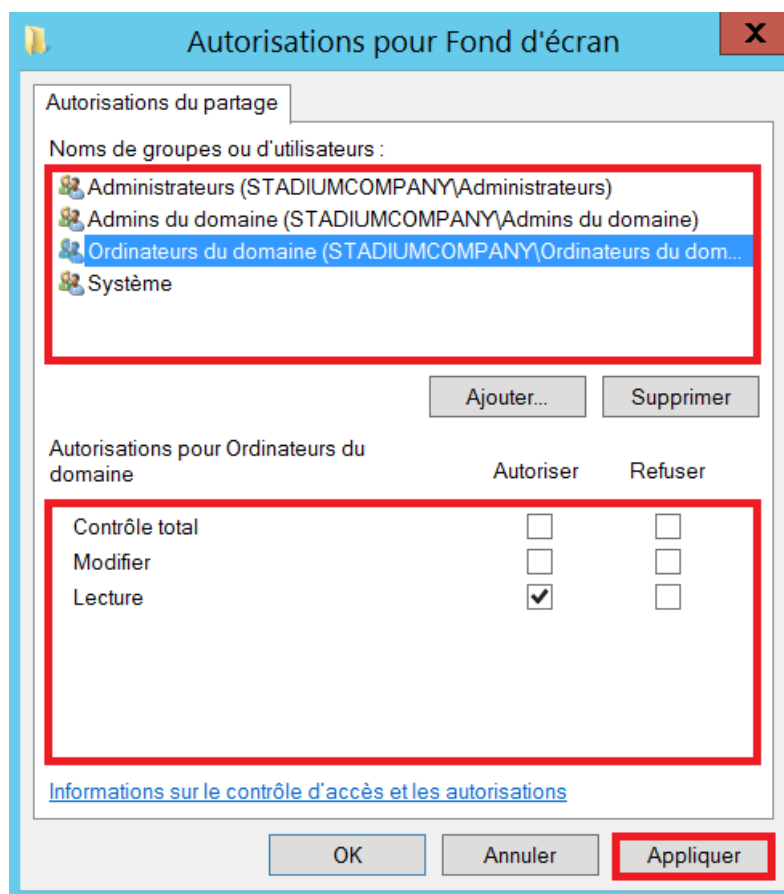 Autorisations pour Fond d'écran
Autorisations du partage
Noms de groupes ou d'utilisateurs :
Administrateurs (STADIUMCOMPANY\Administrateurs)
Admins du domaine (STADIUMCOMPANY\Admins du domaine)
Ordinateurs du domaine (STADIUMCOMPANY\Ordinateurs du dom...
Système
Ajouter... Supprimer
Autorisations pour Ordinateurs du
domaine Autoriser Refuser
Contrôle total
Modifier
Lecture
Informations sur le contrôle d'accès et les autorisations
OK Annuler Appliquer